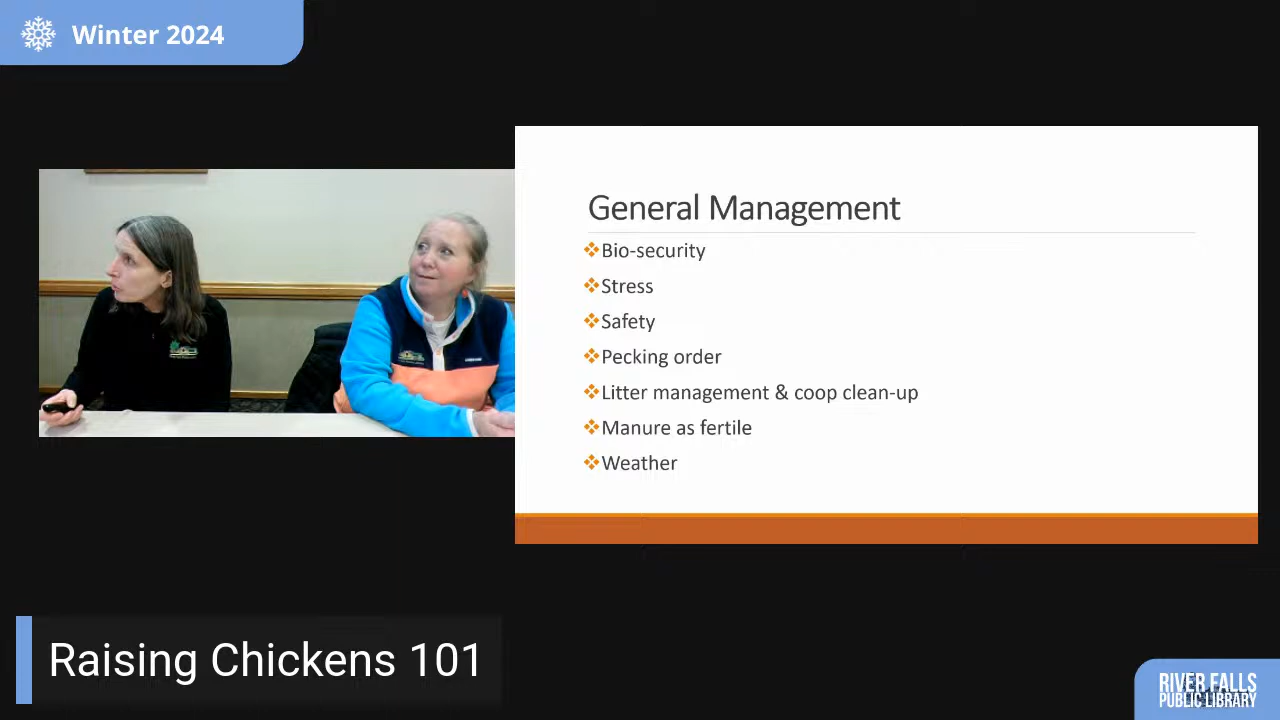 Winter 2024
General Management
Bio-security
Stress
Safety
Pecking order
Litter management & coop clean-up
Manure as fertile
Weather
Raising Chickens 101
RIVER FALLS
PUBLIC LIBRARY